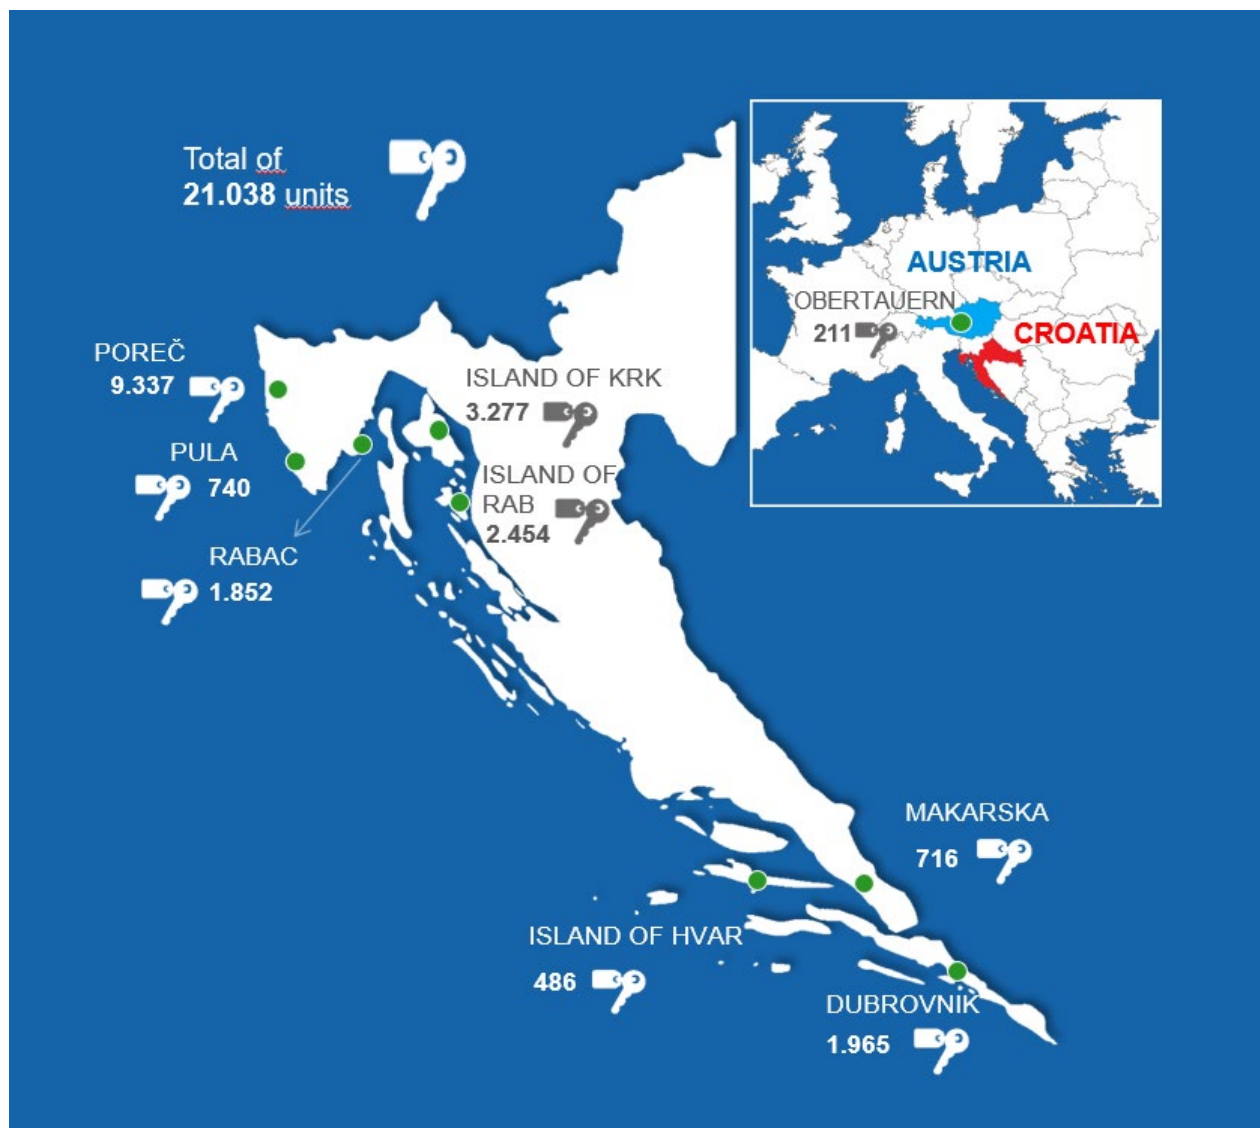 Total of
21.038 units
AUSTRIA
OBERTAUERN
211
CROATIA
POREČ
9.337
ISLAND OF KRK
3.277
PULA
740
ISLAND OF
RAB
2.454
RABAC
1.852
MAKARSKA
716
ISLAND OF HVAR
486
DUBROVNIK
1.965